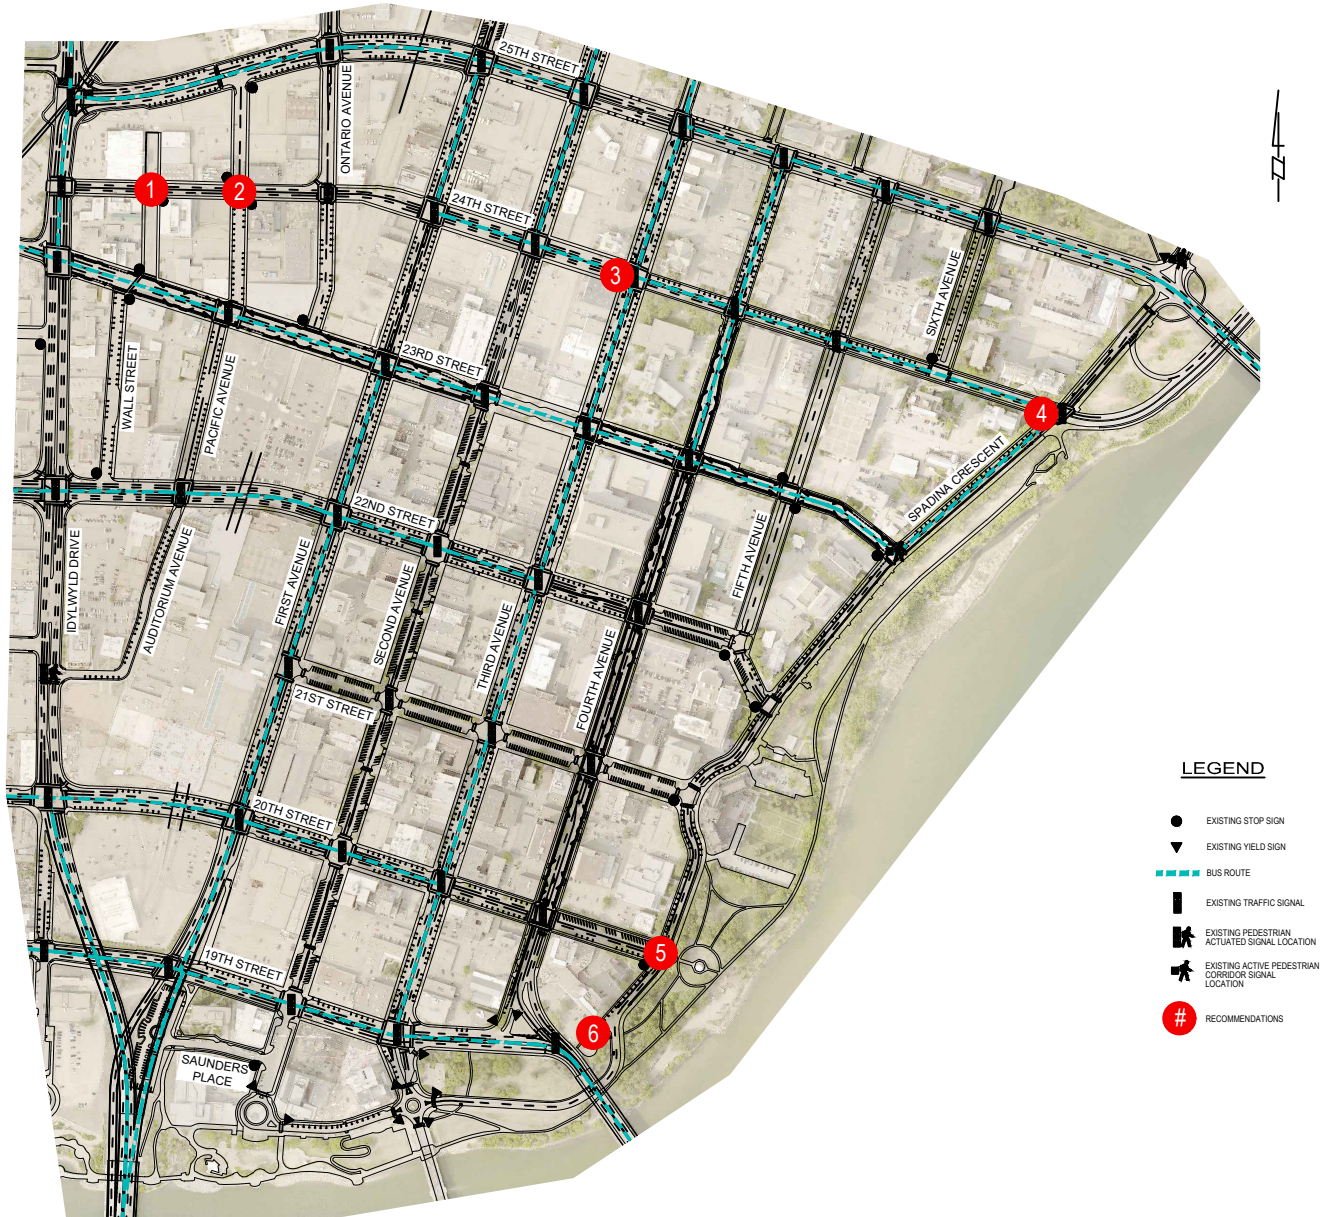 25TH STREET
ONTARIO AVENUE
1
2
24TH STREET
3
SIXTH AVENUE
23RD STREET
WALL STREET
PACIFIC AVENUE
4
SPADINA CRESCENT
22ND STREET
FIFTH AVENUE
IDYLWYLD DRIVE
AUDITORIUM AVENUE
FIRST AVENUE
SECOND AVENUE
THIRD AVENUE
FOURTH AVENUE
21ST STREET
20TH STREET
19TH STREET
5
6
SAUNDERS
PLACE
N
LEGEND
EXISTING STOP SIGN
EXISTING YIELD SIGN
BUS ROUTE
EXISTING TRAFFIC SIGNAL
EXISTING PEDESTRIAN
ACTUATED SIGNAL LOCATION
EXISTING ACTIVE PEDESTRIAN
CORRIDOR SIGNAL
LOCATION
#
RECOMMENDATIONS